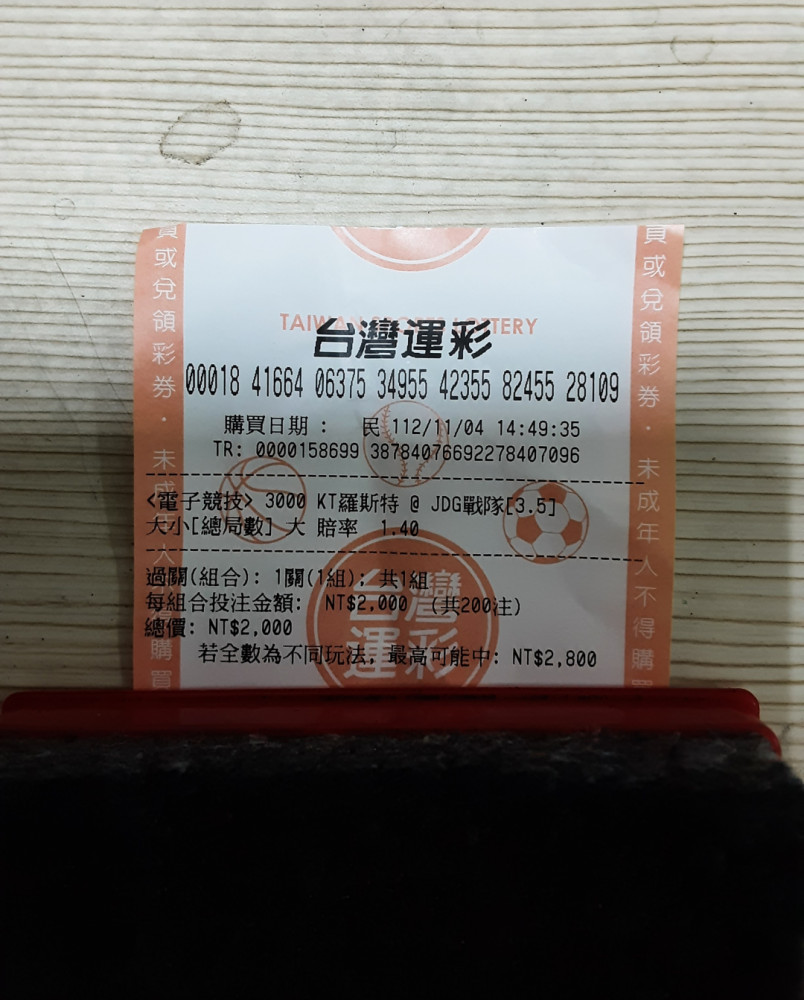 TAIWAN SPORTS LOTTERY
台灣運彩
00018 41664 06375 34955 42355 82455 28109
購買日期： 民 112/11/04 14:49:35
TR: 0000158699 387840766922278407096
<電子競技> 3000 KT羅斯特 @ JDG戰隊[3.5]
大小[總局數] 大 賠率 1.40
過關(組合): 1關(1組); 共1組
每組合投注金額: NT$2,000 (共200注)
總價: NT$2,000
若全數為不同玩法, 最高可能中: NT$2,800
台灣運彩
買或兌領彩券．未成年人不得購買
買或兌領彩券．未成年人不得購買